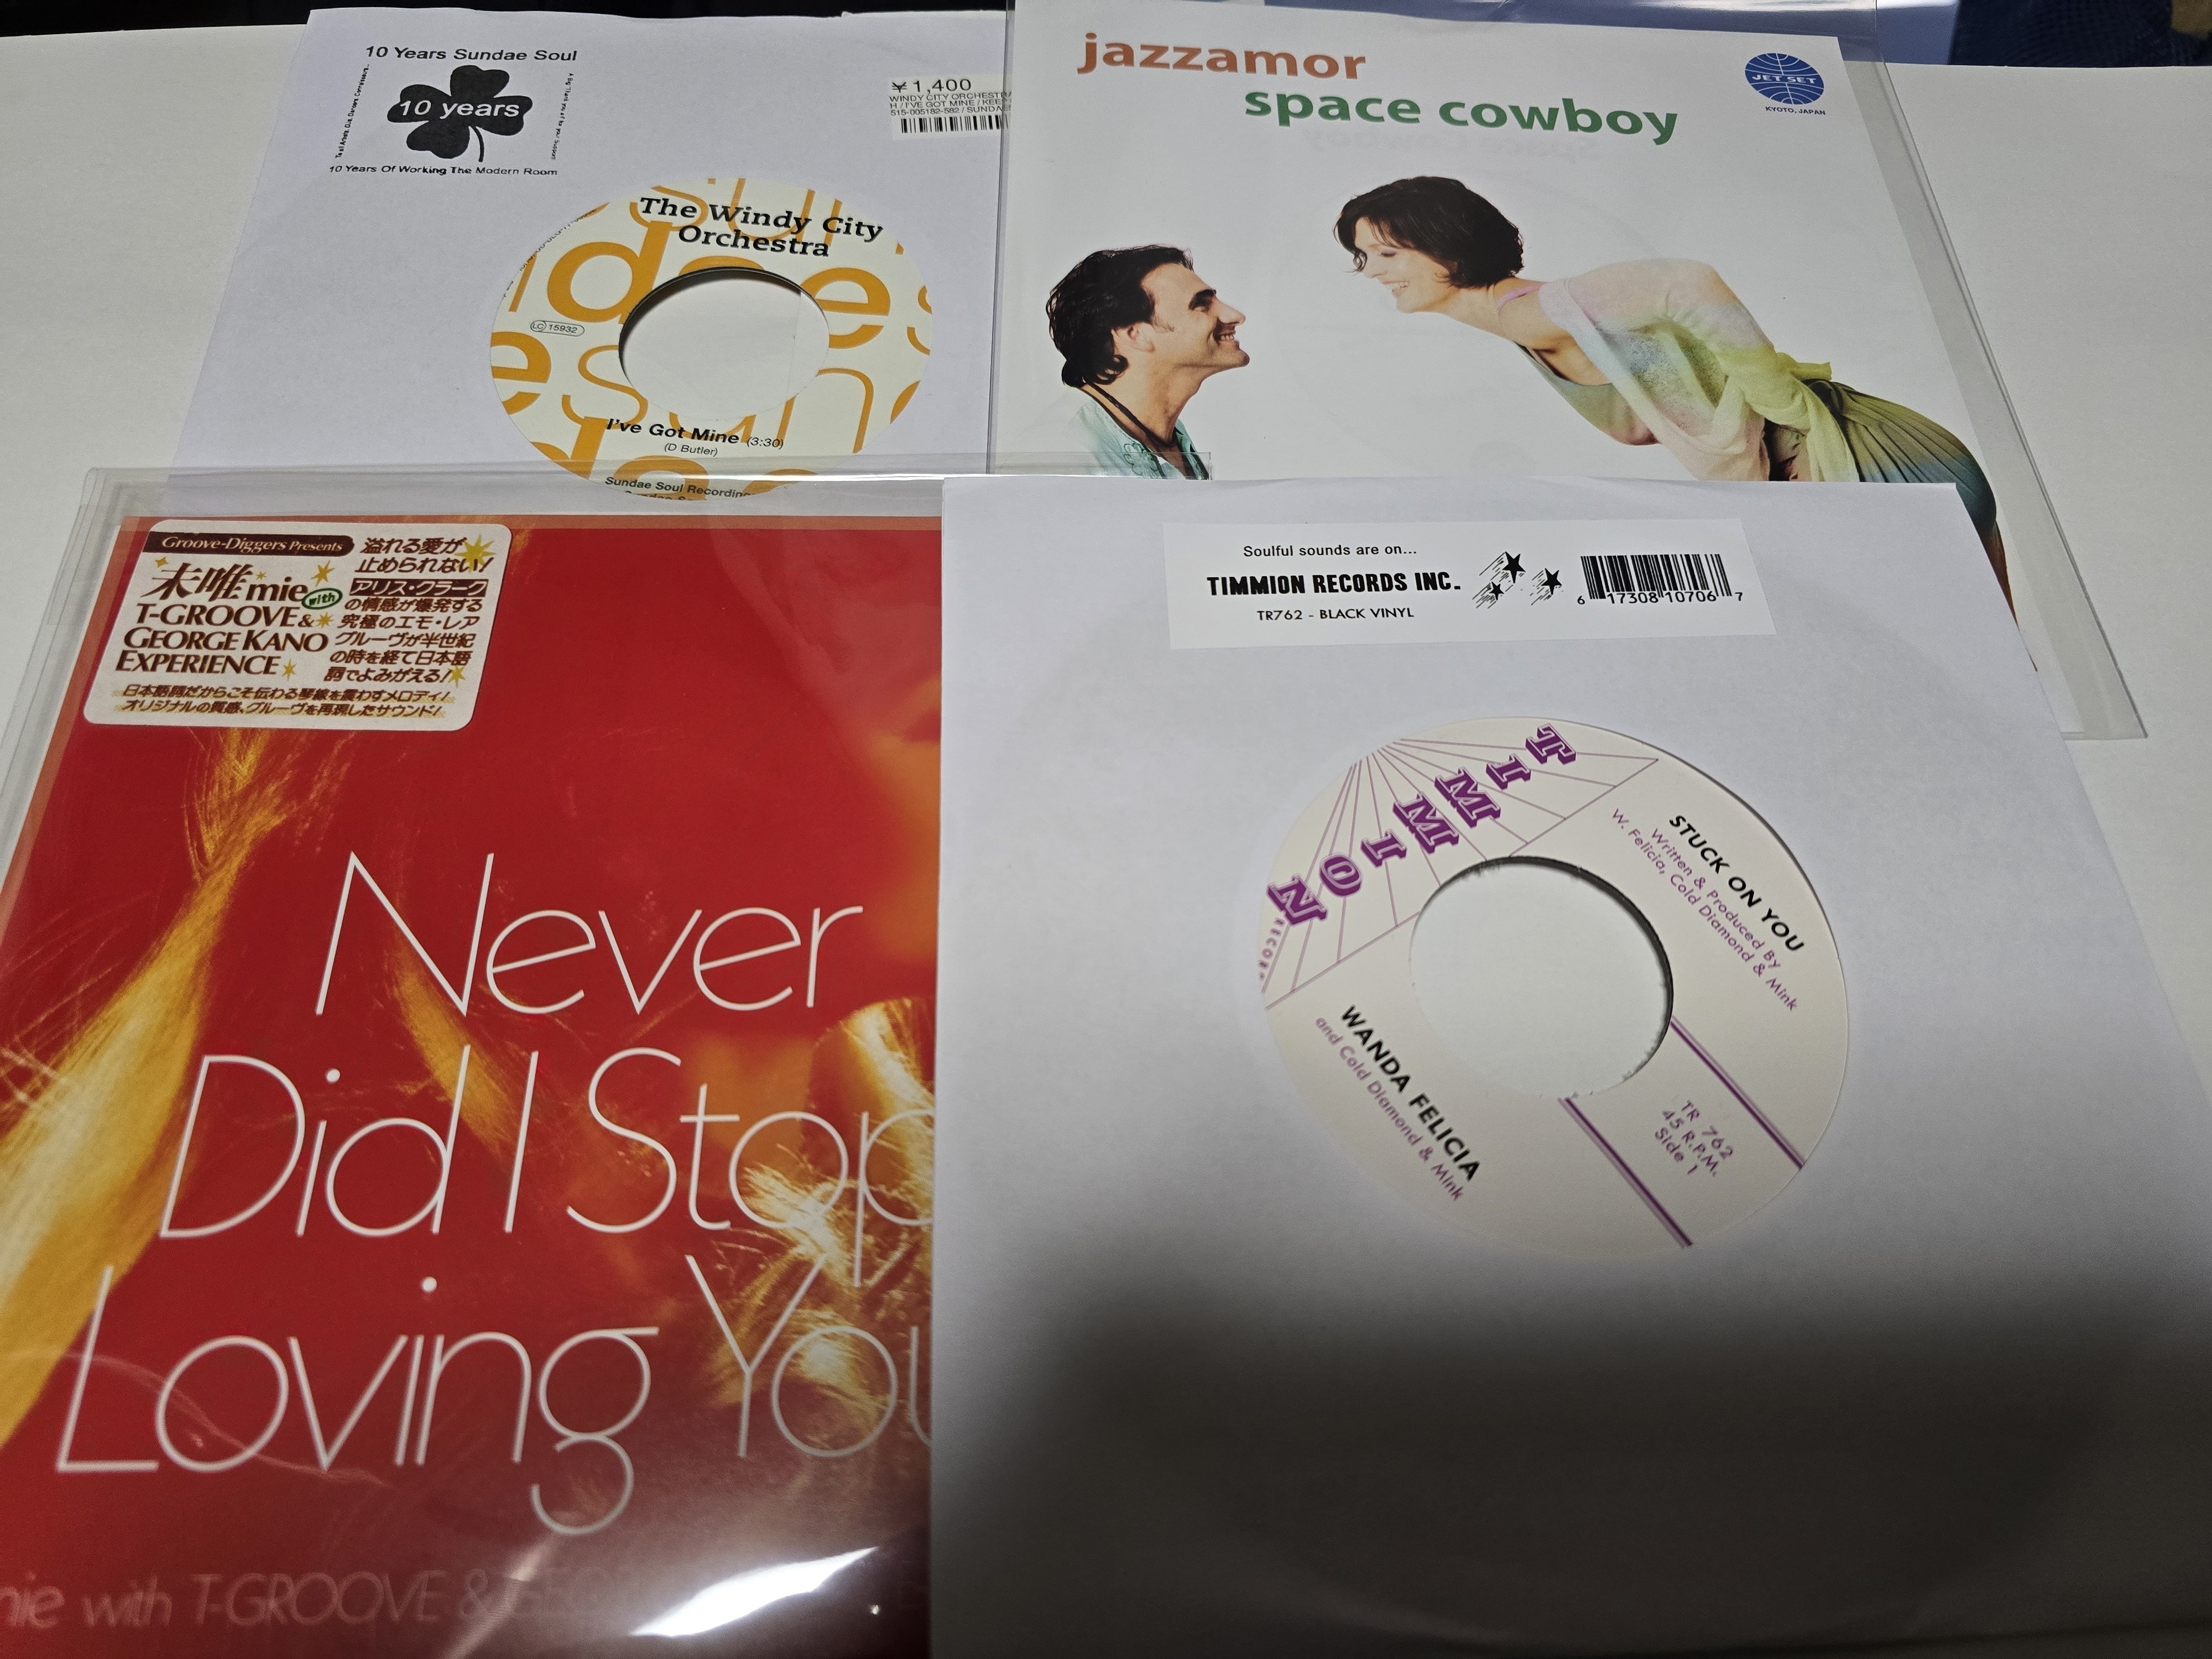 10 Years Sundae Soul
10 years
10 Years Of Working The Modern Room
¥1,400
WINDY CITY ORCHESTRA
H / I'VE GOT MINE / KEEP
515-005182-582 / SUNDAE
The Windy City
Orchestra
LC 15932
I've Got Mine (3:30)
(D Butler)
Sundae Soul Recording
jazzamor
space cowboy
JET SET
KYOTO, JAPAN
Groove-Diggers Presents
未唯mie with
T-GROOVE &
GEORGE KANO
EXPERIENCE
溢れる愛が
止められない!
アリス・クラーク
の情感が爆発する
究極のエモ・レア
グルーヴが半世紀
の時を経て日本語
詞でよみがえる!
日本語詞だからこそ伝わる琴線を震わすメロディ!
オリジナルの質感、グルーヴを再現したサウンド!
Never
Did I Stop
Loving You
mie with T-GROOVE & GEO
Soulful sounds are on...
TIMMION RECORDS INC.
TR762 - BLACK VINYL
6 17308 10706 7
TIMMION
RECORDS
STUCK ON YOU
Written & Produced By
W. Felicia, Cold Diamond & Mink
WANDA FELICIA
and Cold Diamond & Mink
TR 762
45 R.P.M.
Side 1